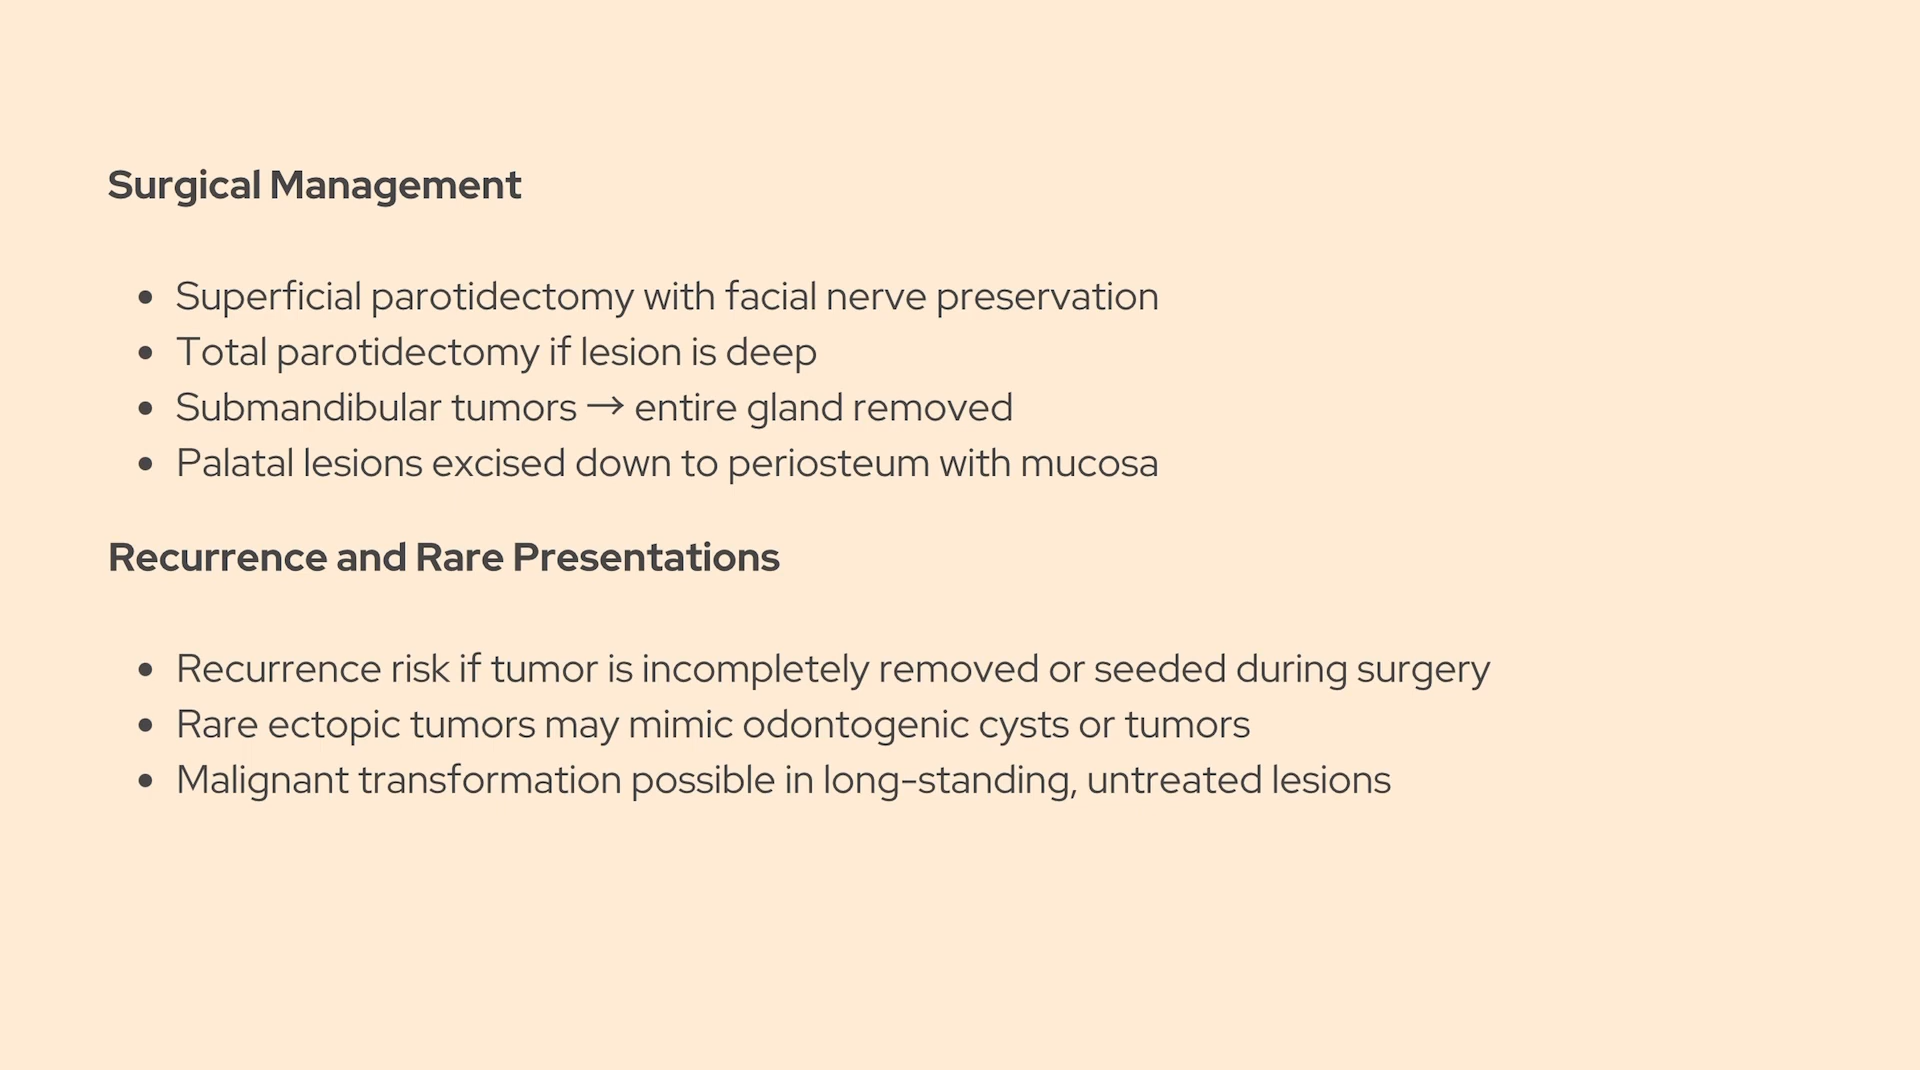 Surgical Management
• Superficial parotidectomy with facial nerve preservation
• Total parotidectomy if lesion is deep
• Submandibular tumors → entire gland removed
• Palatal lesions excised down to periosteum with mucosa
Recurrence and Rare Presentations
• Recurrence risk if tumor is incompletely removed or seeded during surgery
• Rare ectopic tumors may mimic odontogenic cysts or tumors
• Malignant transformation possible in long-standing, untreated lesions